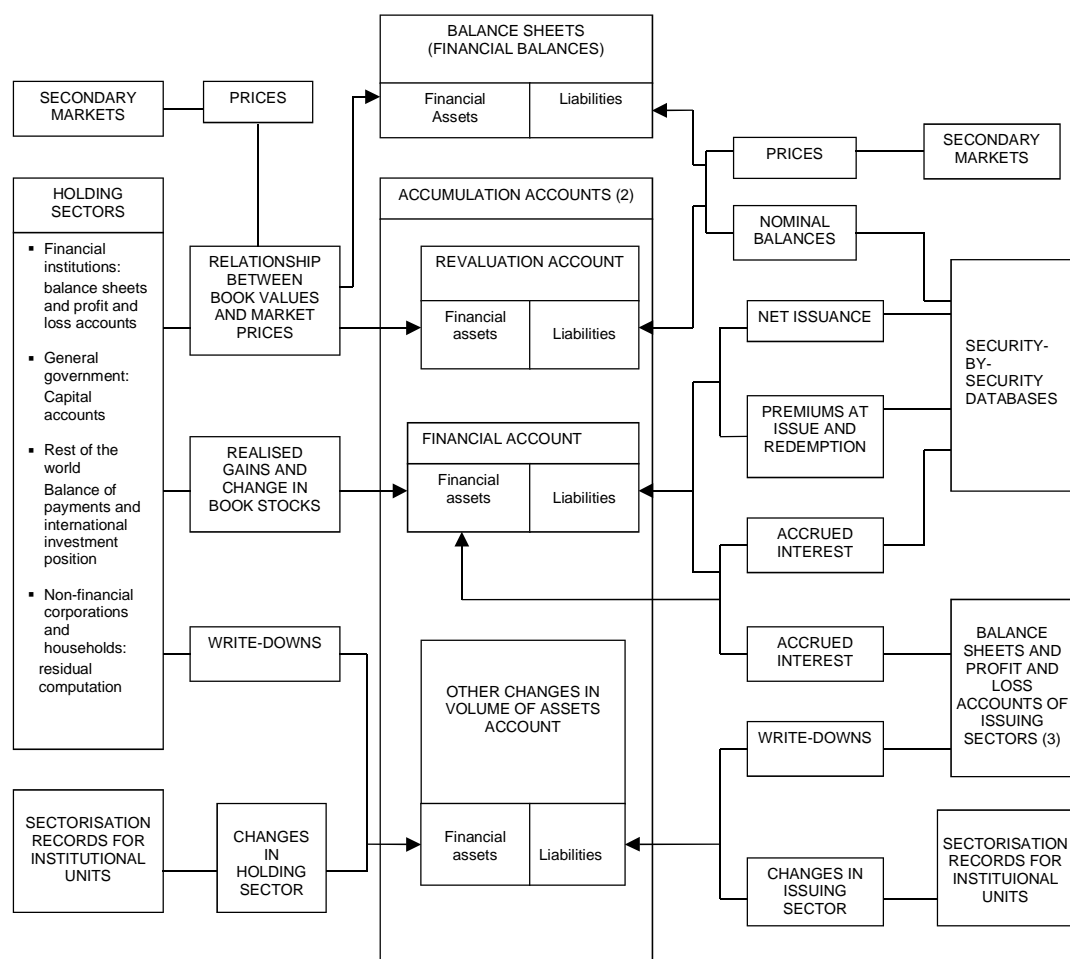 BALANCE SHEETS
(FINANCIAL BALANCES)
Financial
Assets
Liabilities
SECONDARY
MARKETS
PRICES
PRICES
SECONDARY
MARKETS
HOLDING
SECTORS
▪ Financial
institutions:
balance sheets
and profit and
loss accounts
▪ General
government:
Capital
accounts
▪ Rest of the
world
Balance of
payments and
international
investment
position
▪ Non-financial
corporations
and
households:
residual
computation
RELATIONSHIP
BETWEEN
BOOK VALUES
AND MARKET
PRICES
REALISED
GAINS AND
CHANGE IN
BOOK STOCKS
WRITE-DOWNS
SECTORISATION
RECORDS FOR
INSTITUTIONAL
UNITS
CHANGES
IN
HOLDING
SECTOR
ACCUMULATION ACCOUNTS (2)
REVALUATION ACCOUNT
Financial
assets
Liabilities
FINANCIAL ACCOUNT
Financial
assets
Liabilities
OTHER CHANGES IN
VOLUME OF ASSETS
ACCOUNT
Financial
assets
Liabilities
NOMINAL
BALANCES
NET ISSUANCE
PREMIUMS AT
ISSUE AND
REDEMPTION
ACCRUED
INTEREST
ACCRUED
INTEREST
WRITE-DOWNS
CHANGES IN
ISSUING
SECTOR
SECURITY-
BY-
SECURITY
DATABASES
BALANCE
SHEETS AND
PROFIT AND
LOSS
ACCOUNTS OF
ISSUING
SECTORS (3)
SECTORISATION
RECORDS FOR
INSTITUIONAL
UNITS